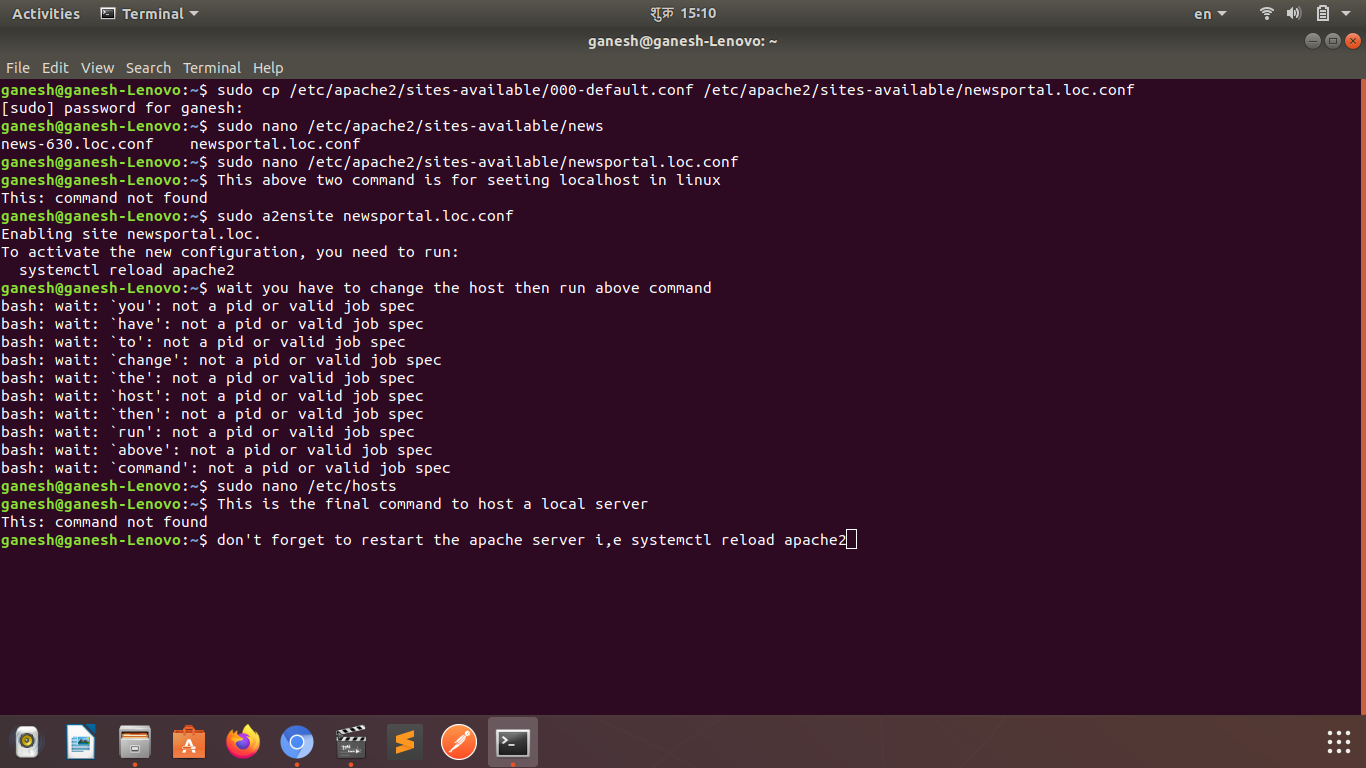 Activities Terminal शुक्र 15:10 en
ganesh@ganesh-Lenovo: ~
File Edit View Search Terminal Help
ganesh@ganesh-Lenovo:~$ sudo cp /etc/apache2/sites-available/000-default.conf /etc/apache2/sites-available/newsportal.loc.conf
[sudo] password for ganesh:
ganesh@ganesh-Lenovo:~$ sudo nano /etc/apache2/sites-available/news
news-630.loc.conf    newsportal.loc.conf
ganesh@ganesh-Lenovo:~$ sudo nano /etc/apache2/sites-available/newsportal.loc.conf
ganesh@ganesh-Lenovo:~$ This above two command is for seeting localhost in linux
This: command not found
ganesh@ganesh-Lenovo:~$ sudo a2ensite newsportal.loc.conf
Enabling site newsportal.loc.
To activate the new configuration, you need to run:
  systemctl reload apache2
ganesh@ganesh-Lenovo:~$ wait you have to change the host then run above command
bash: wait: `you': not a pid or valid job spec
bash: wait: `have': not a pid or valid job spec
bash: wait: `to': not a pid or valid job spec
bash: wait: `change': not a pid or valid job spec
bash: wait: `the': not a pid or valid job spec
bash: wait: `host': not a pid or valid job spec
bash: wait: `then': not a pid or valid job spec
bash: wait: `run': not a pid or valid job spec
bash: wait: `above': not a pid or valid job spec
bash: wait: `command': not a pid or valid job spec
ganesh@ganesh-Lenovo:~$ sudo nano /etc/hosts
ganesh@ganesh-Lenovo:~$ This is the final command to host a local server
This: command not found
ganesh@ganesh-Lenovo:~$ don't forget to restart the apache server i,e systemctl reload apache2